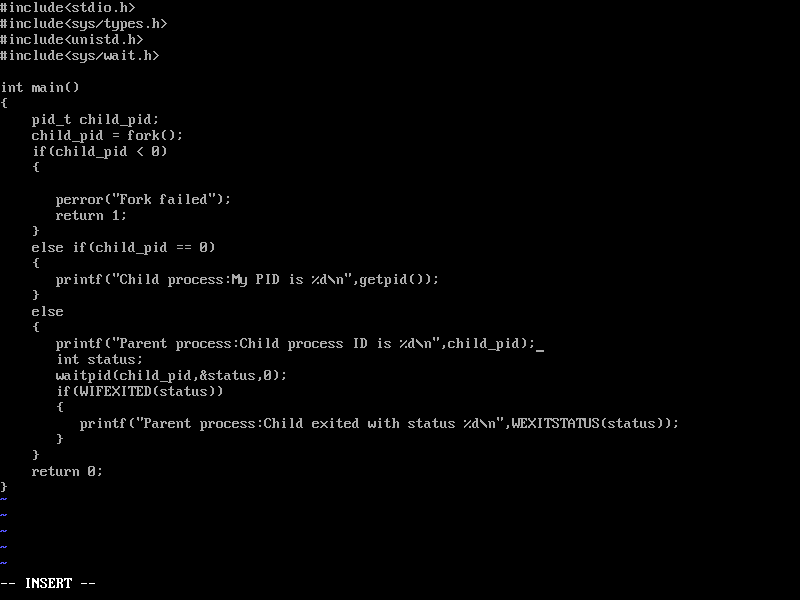 #include<stdio.h>
#include<sys/types.h>
#include<unistd.h>
#include<sys/wait.h>

int main()
{
    pid_t child_pid;
    child_pid = fork();
    if(child_pid < 0)
    {

       perror("Fork failed");
       return 1;
    }
    else if(child_pid == 0)
    {
       printf("Child process:My PID is %d\n",getpid());
    }
    else
    {
       printf("Parent process:Child process ID is %d\n",child_pid);_
       int status;
       waitpid(child_pid,&status,0);
       if(WIFEXITED(status))
       {
          printf("Parent process:Child exited with status %d\n",WEXITSTATUS(status));
       }
    }
    return 0;
}
~
~
~
~
~
-- INSERT --